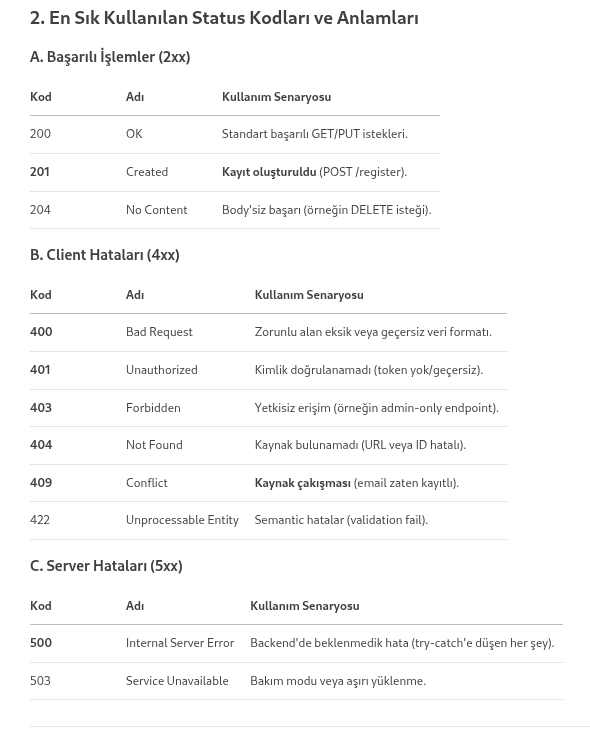 2. En Sık Kullanılan Status Kodları ve Anlamları
A. Başarılı İşlemler (2xx)
Kod Adı Kullanım Senaryosu
200 OK Standart başarılı GET/PUT istekleri.
201 Created Kayıt oluşturuldu (POST /register).
204 No Content Body'siz başarı (örneğin DELETE isteği).
B. Client Hataları (4xx)
Kod Adı Kullanım Senaryosu
400 Bad Request Zorunlu alan eksik veya geçersiz veri formatı.
401 Unauthorized Kimlik doğrulanamadı (token yok/geçersiz).
403 Forbidden Yetkisiz erişim (örneğin admin-only endpoint).
404 Not Found Kaynak bulunamadı (URL veya ID hatalı).
409 Conflict Kaynak çakışması (email zaten kayıtlı).
422 Unprocessable Entity Semantic hatalar (validation fail).
C. Server Hataları (5xx)
Kod Adı Kullanım Senaryosu
500 Internal Server Error Backend'de beklenmedik hata (try-catch'e düşen her şey).
503 Service Unavailable Bakım modu veya aşırı yüklenme.